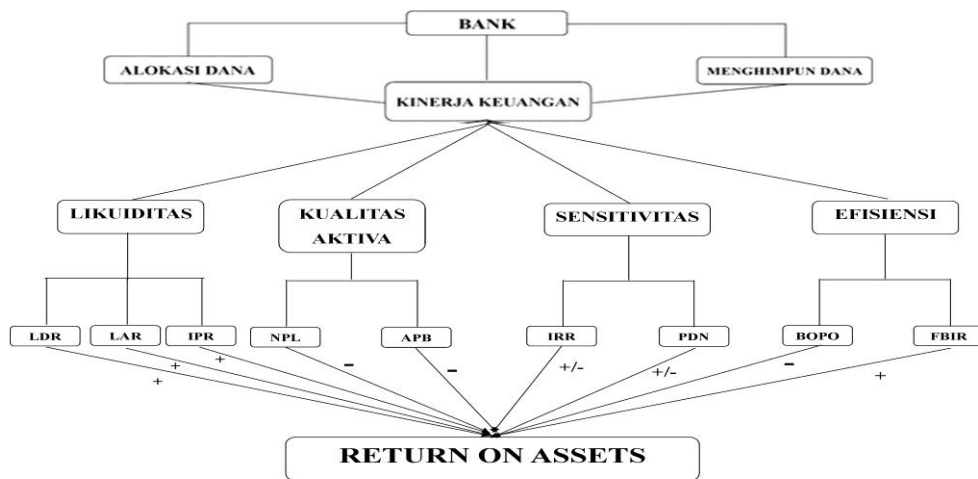 BANK
ALOKASI DANA
MENGHIMPUN DANA
KINERJA KEUANGAN
LIKUIDITAS
KUALITAS
AKTIVA
SENSITIVITAS
EFISIENSI
LDR
LAR
IPR
NPL
APB
IRR
PDN
BOPO
FBIR
+
+
+
-
-
+/-
+/-
-
+
RETURN ON ASSETS